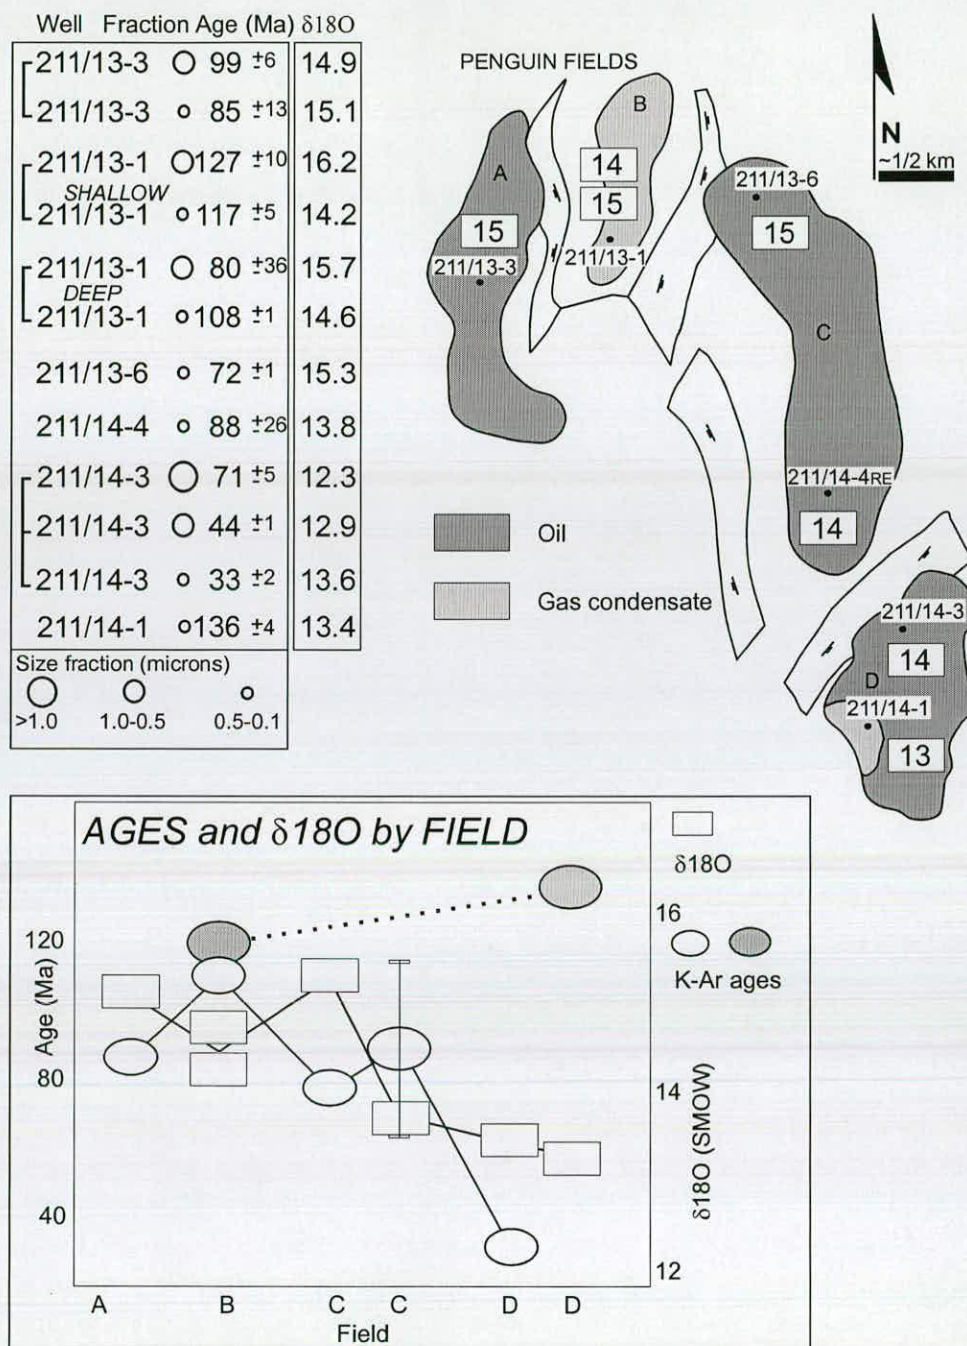 Well Fraction Age (Ma) δ18O
211/13-3 99 ±6 14.9
211/13-3 85 ±13 15.1
211/13-1 127 ±10 16.2
SHALLOW
211/13-1 117 ±5 14.2
211/13-1 80 ±36 15.7
DEEP
211/13-1 108 ±1 14.6
211/13-6 72 ±1 15.3
211/14-4 88 ±26 13.8
211/14-3 71 ±5 12.3
211/14-3 44 ±1 12.9
211/14-3 33 ±2 13.6
211/14-1 136 ±4 13.4
Size fraction (microns)
>1.0 1.0-0.5 0.5-0.1
PENGUIN FIELDS
N
~1/2 km
A
15
211/13-3
B
14
15
211/13-1
211/13-6
15
C
211/14-4RE
14
211/14-3
14
D
211/14-1
13
Oil
Gas condensate
AGES and δ18O by FIELD
δ18O
K-Ar ages
Age (Ma)
120
80
40
16
14
12
δ18O (SMOW)
A B C C D D
Field